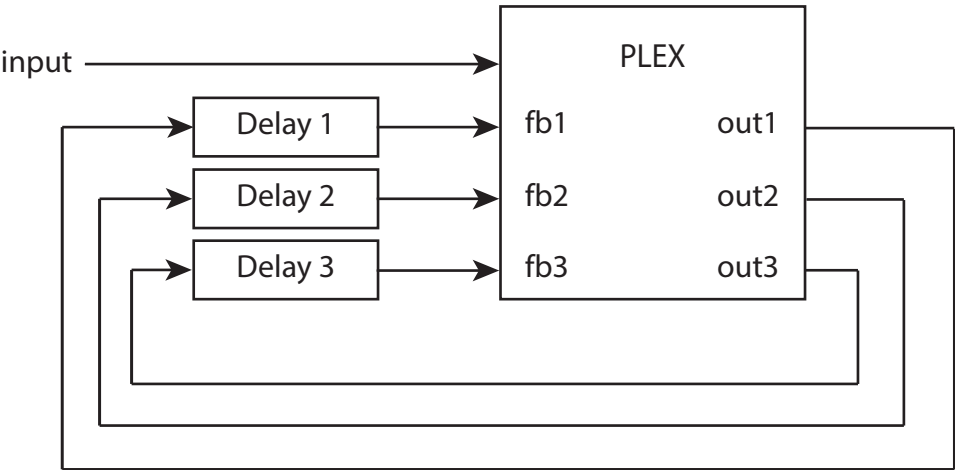 PLEX
input
Delay 1
fb1
out1
Delay 2
fb2
out2
Delay 3
fb3
out3